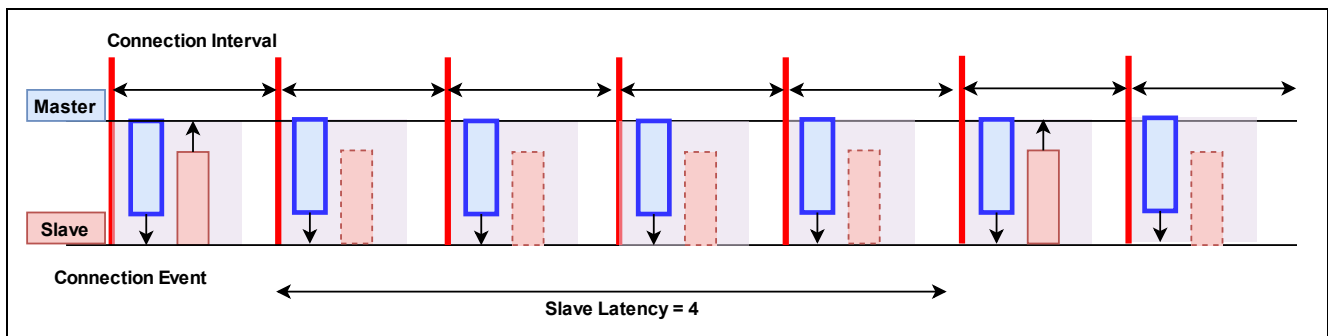 Connection Interval
Master
Slave
Connection Event
Slave Latency = 4